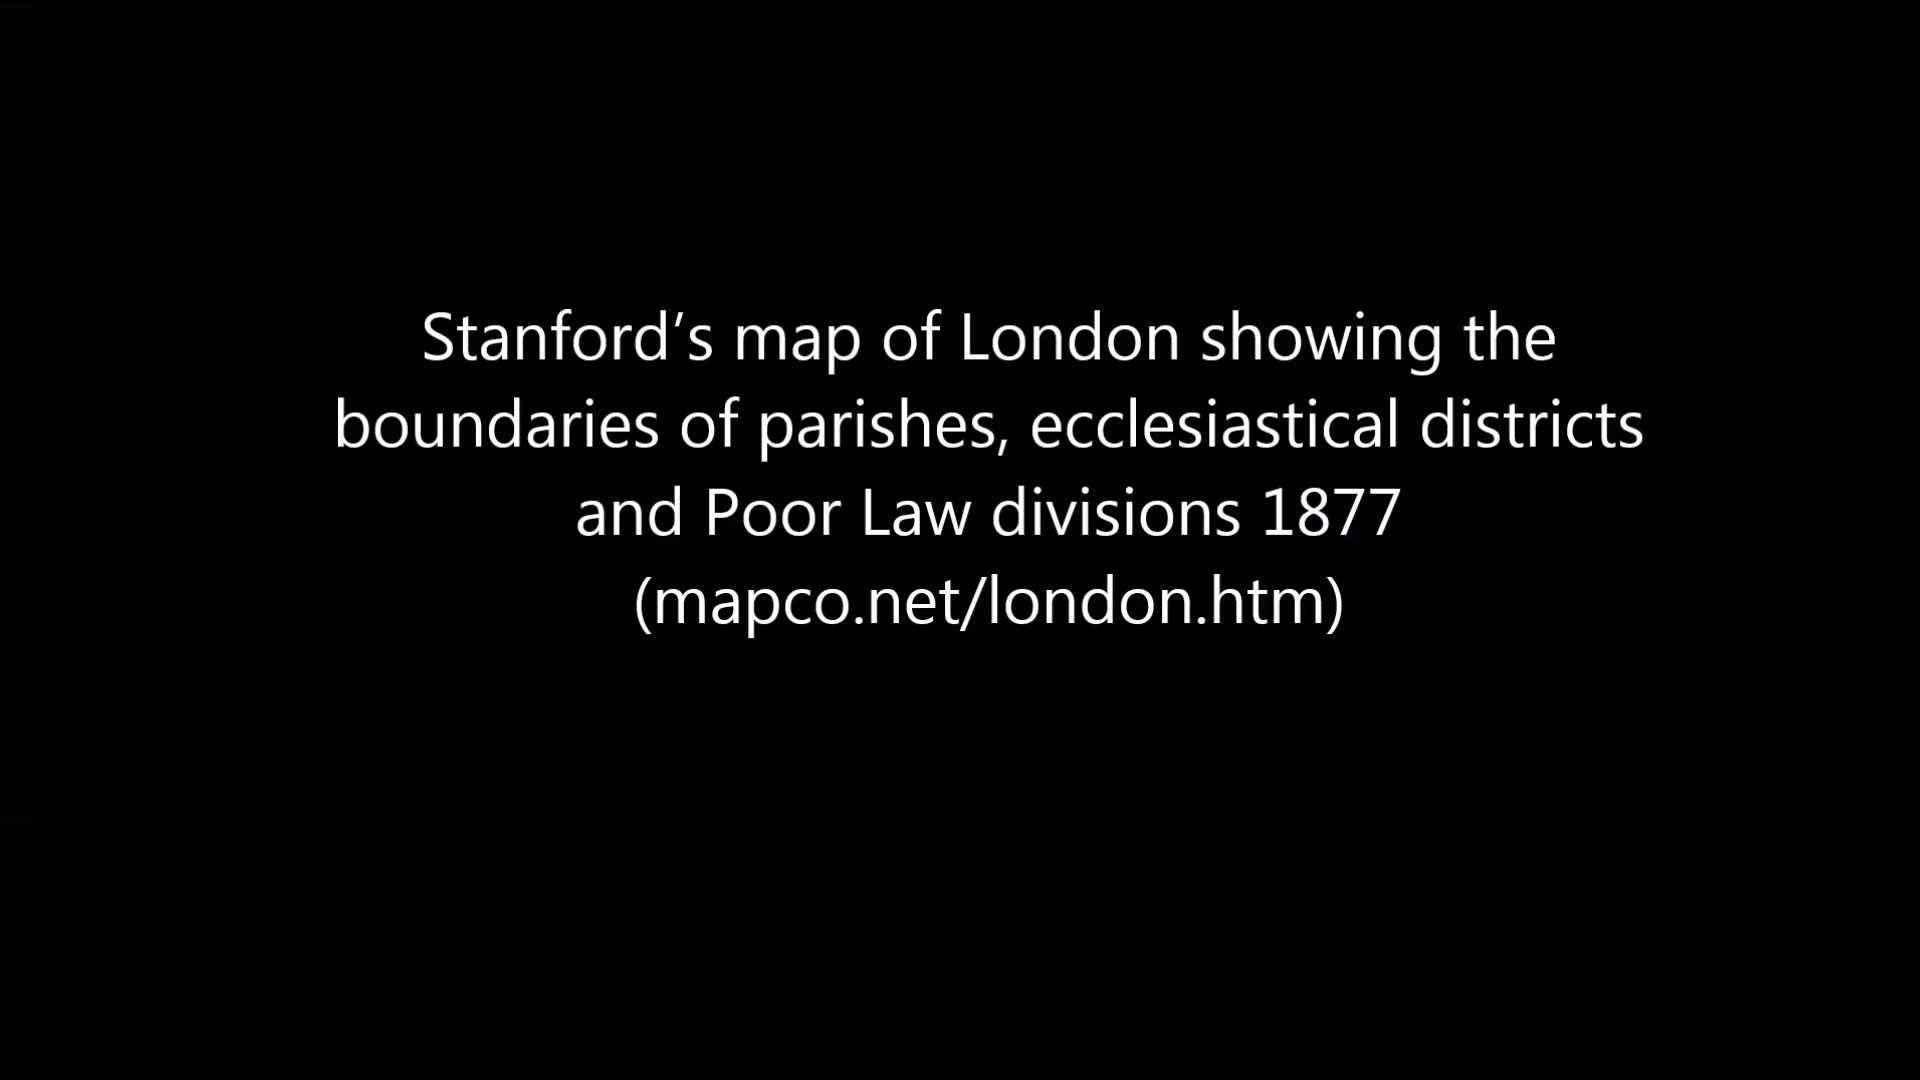 Stanford’s map of London showing the
boundaries of parishes, ecclesiastical districts
and Poor Law divisions 1877
(mapco.net/london.htm)